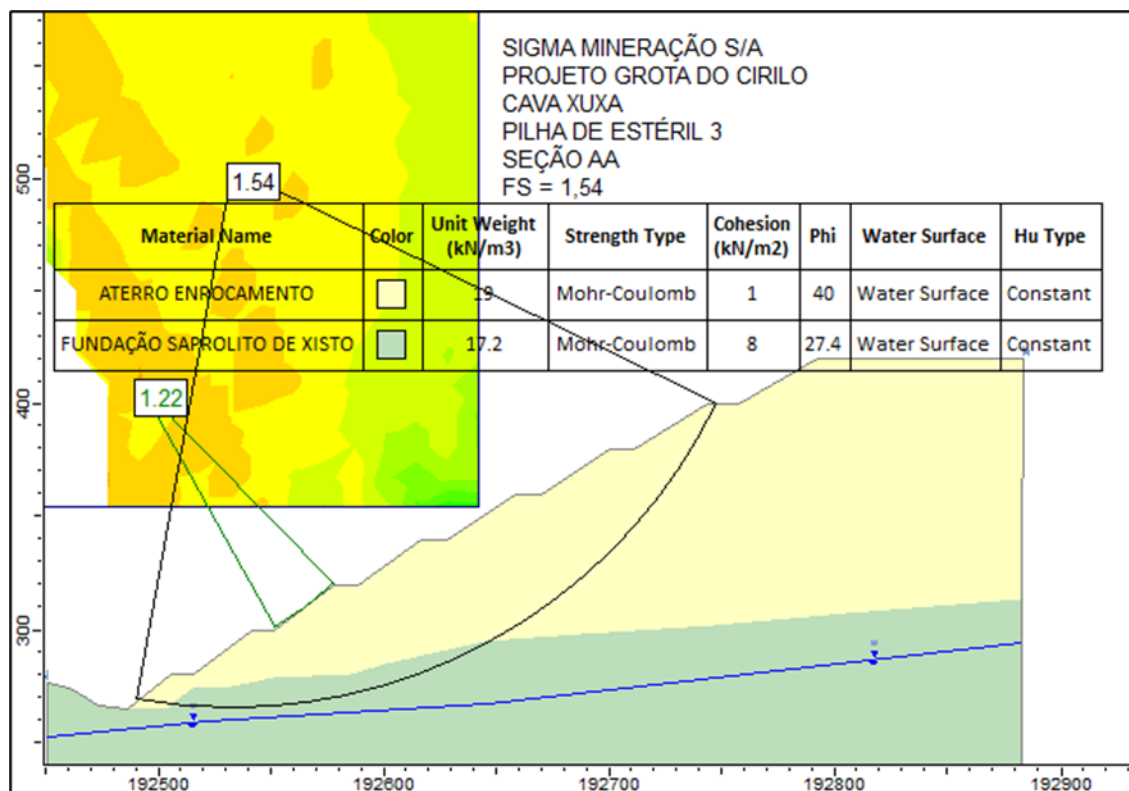 SIGMA MINERAÇÃO S/A
PROJETO GROTA DO CIRILO
CAVA XUXA
PILHA DE ESTÉRIL 3
SEÇÃO AA
FS = 1,54
1.54
Material Name Color Unit Weight (kN/m3) Strength Type Cohesion (kN/m2) Phi Water Surface Hu Type
ATERRO ENROCAMENTO 19 Mohr-Coulomb 1 40 Water Surface Constant
FUNDAÇÃO SAPROLITO DE XISTO 17.2 Mohr-Coulomb 8 27.4 Water Surface Constant
1.22
500
400
300
192500 192600 192700 192800 192900